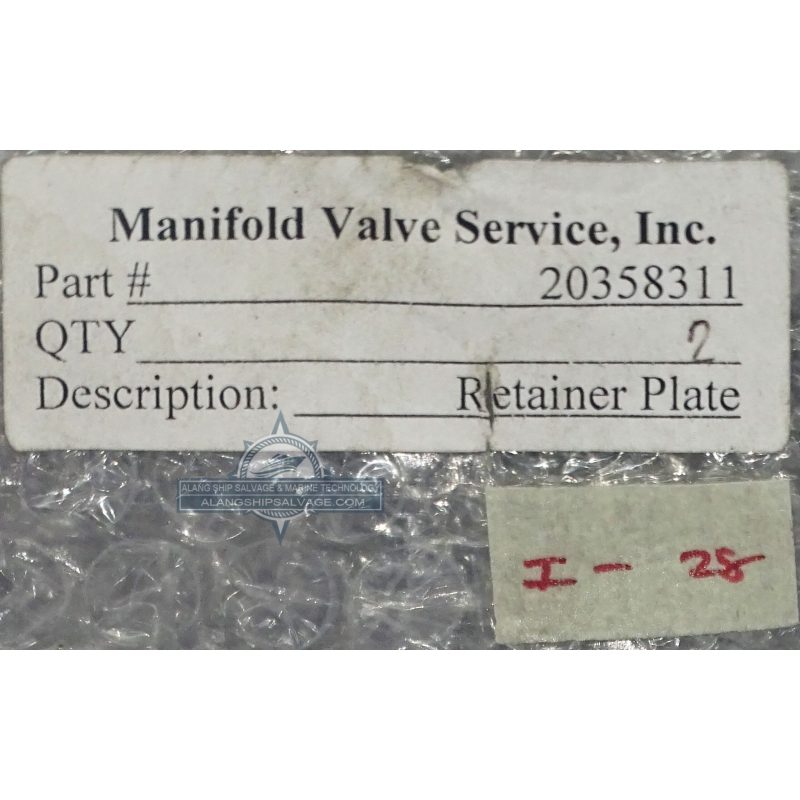 Manifold Valve Service, Inc.
Part # 20358311
QTY 2
Description: Retainer Plate
ALANG SHIP SALVAGE & MARINE TECHNOLOGY
ALANGSHIPSALVAGE.COM
I - 28